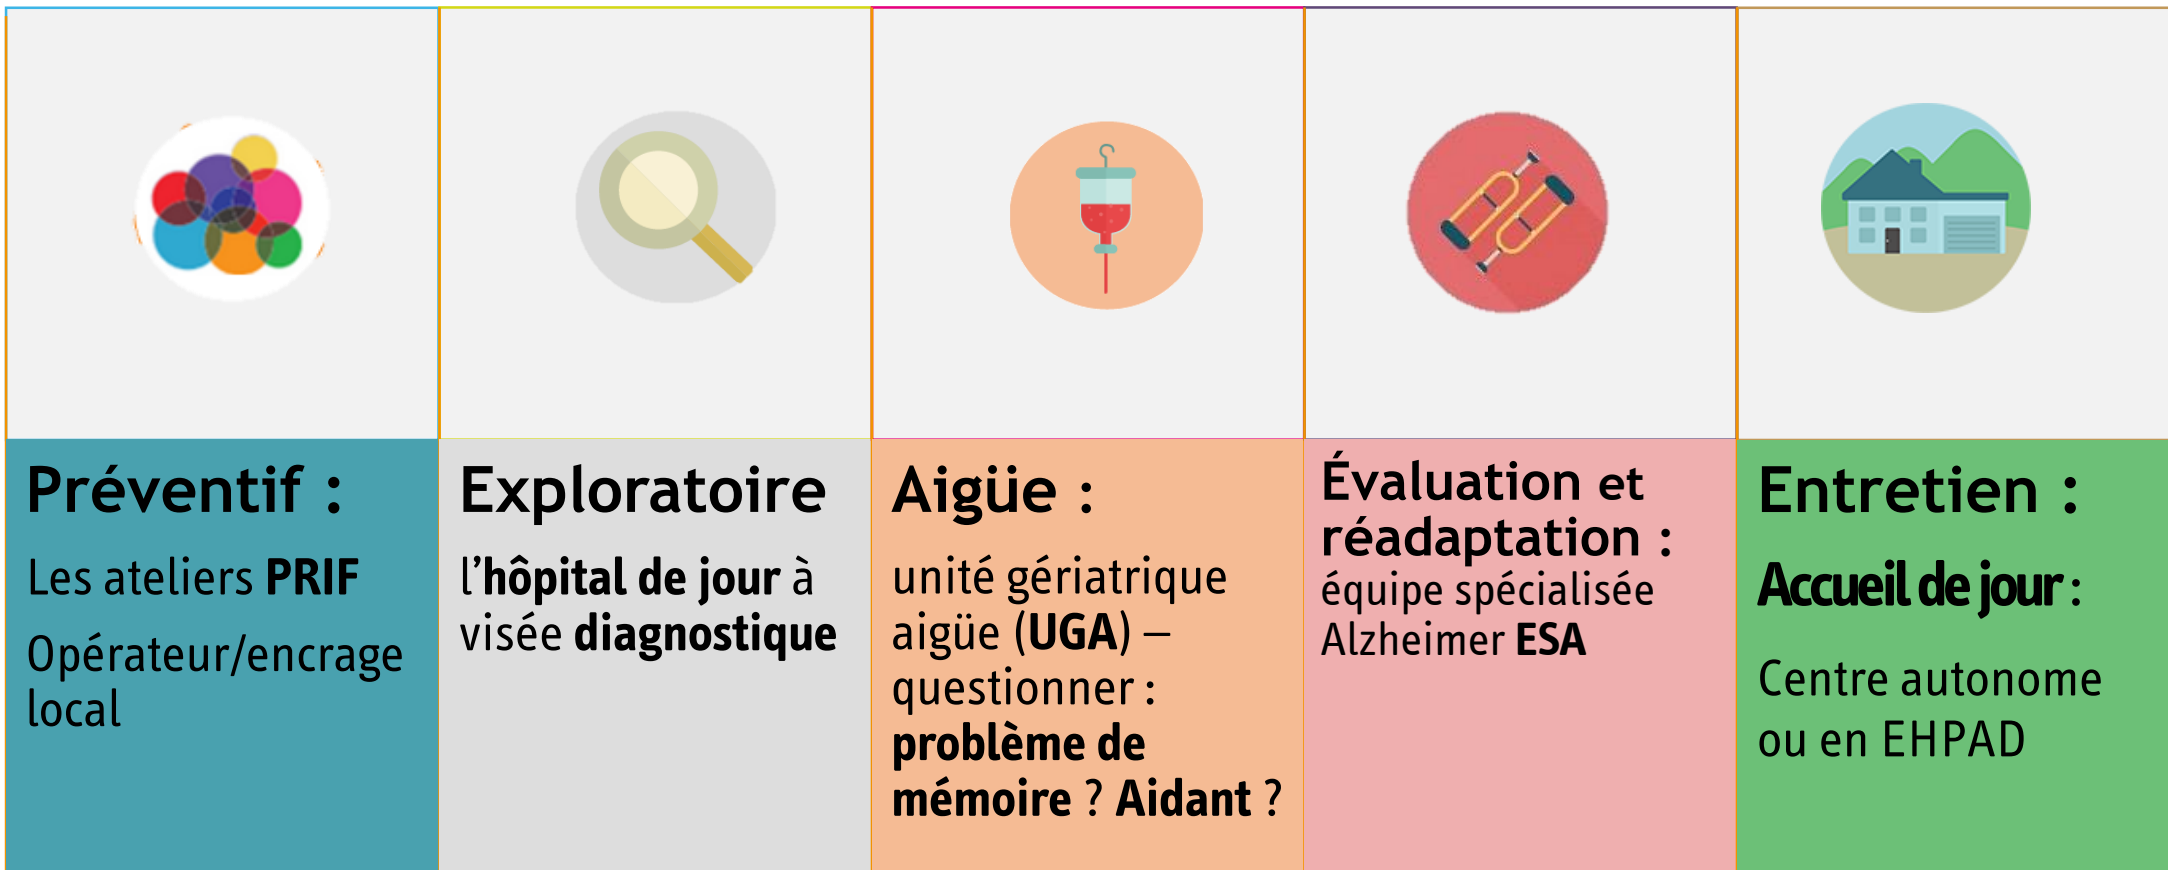 Préventif :
Les ateliers PRIF
Opérateur/encrage
local
Exploratoire
l’hôpital de jour à
visée diagnostique
Aigüe :
unité gériatrique
aigüe (UGA) –
questionner :
problème de
mémoire ? Aidant ?
Évaluation et
réadaptation :
équipe spécialisée
Alzheimer ESA
Entretien :
Accueil de jour :
Centre autonome
ou en EHPAD